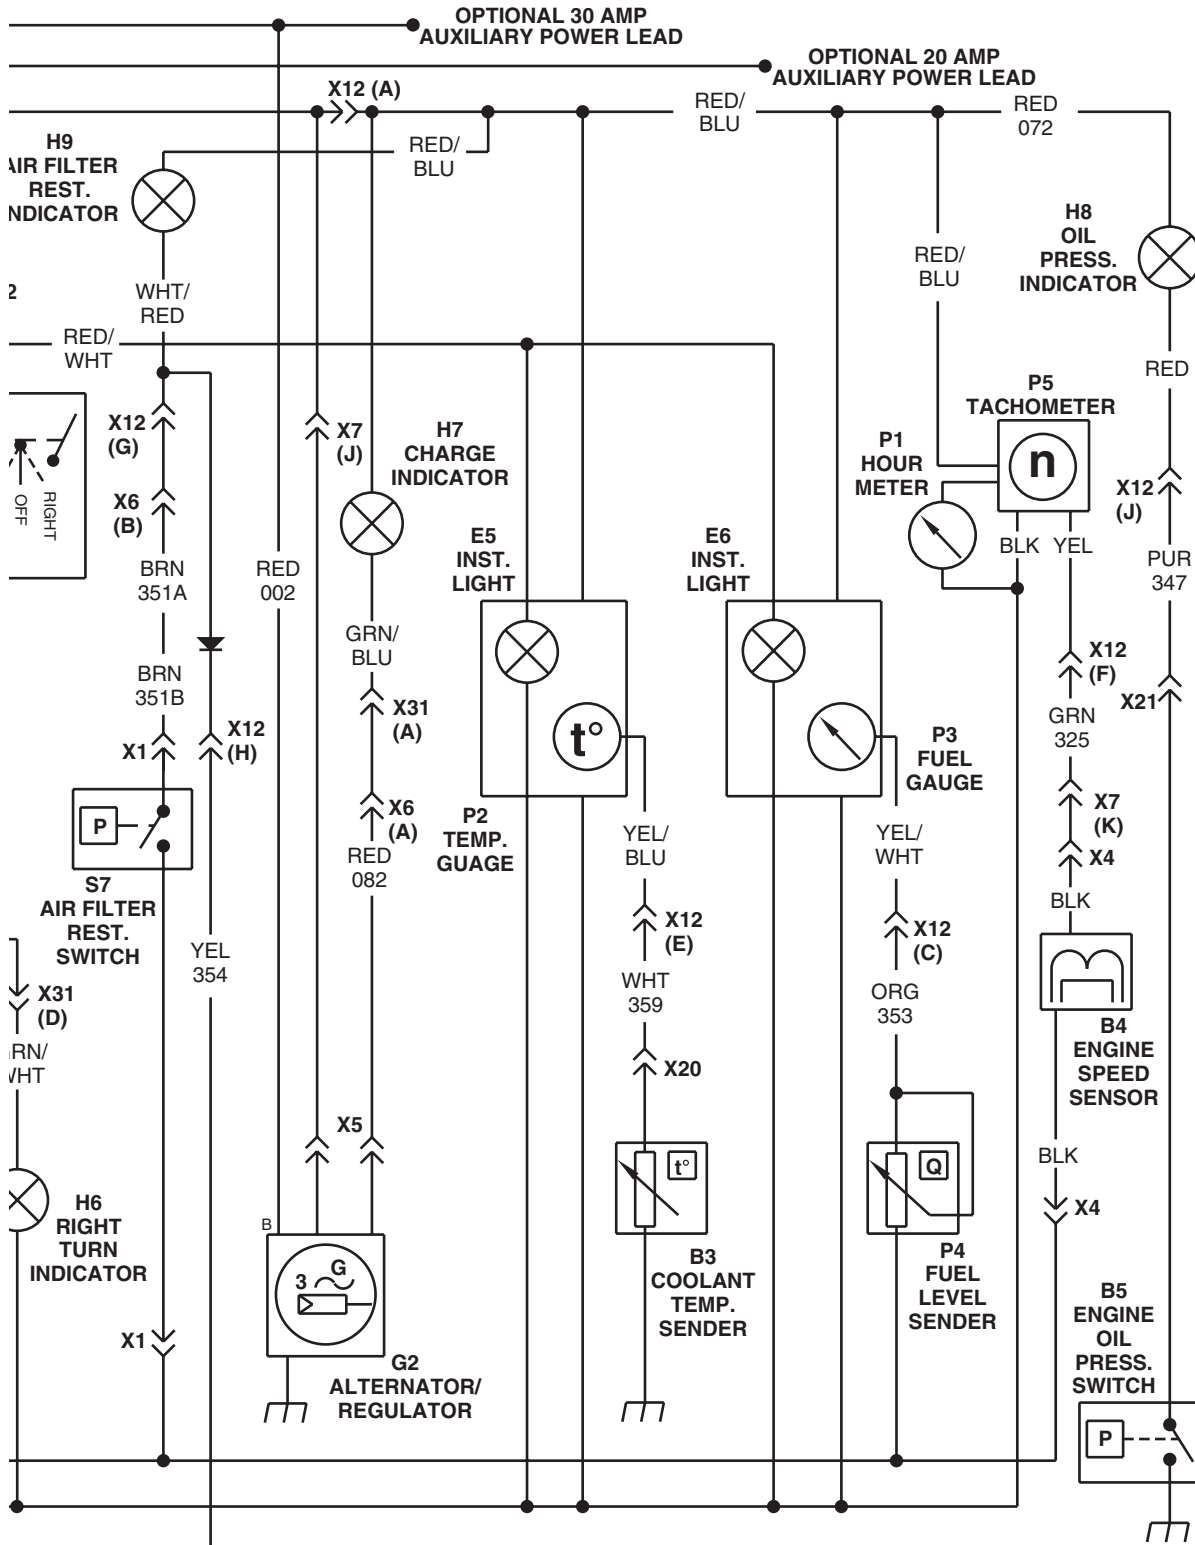 OPTIONAL 30 AMP
AUXILIARY POWER LEAD
OPTIONAL 20 AMP
AUXILIARY POWER LEAD
X12 (A)
RED/
BLU
RED
072
H9
AIR FILTER
REST.
INDICATOR
RED/
BLU
H8
OIL
PRESS.
INDICATOR
RED/
BLU
2
WHT/
RED
RED/
WHT
RED
P5
TACHOMETER
n
X12
(G)
X7
(J)
H7
CHARGE
INDICATOR
P1
HOUR
METER
X12
(J)
OFF
RIGHT
X6
(B)
BRN
351A
RED
002
E5
INST.
LIGHT
E6
INST.
LIGHT
BLK YEL
PUR
347
GRN/
BLU
BRN
351B
X12
(F)
X21
X1
X12
(H)
X31
(A)
t°
GRN
325
P3
FUEL
GAUGE
P
X6
(A)
RED
082
P2
TEMP.
GUAGE
YEL/
BLU
YEL/
WHT
X7
(K)
X4
BLK
S7
AIR FILTER
REST.
SWITCH
YEL
354
X12
(E)
X12
(C)
X31
(D)
WHT
359
ORG
353
B4
ENGINE
SPEED
SENSOR
GRN/
WHT
X20
X5
t°
Q
BLK
H6
RIGHT
TURN
INDICATOR
B
3 G
X4
B3
COOLANT
TEMP.
SENDER
P4
FUEL
LEVEL
SENDER
B5
ENGINE
OIL
PRESS.
SWITCH
X1
G2
ALTERNATOR/
REGULATOR
P